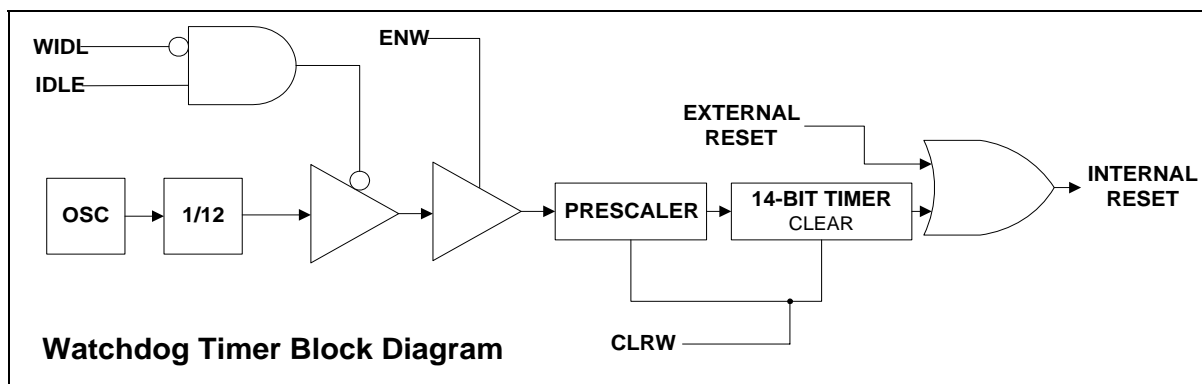 WIDL
IDLE
ENW
EXTERNAL
RESET
INTERNAL
RESET
OSC
1/12
PRESCALER
14-BIT TIMER
CLEAR
CLRW
Watchdog Timer Block Diagram